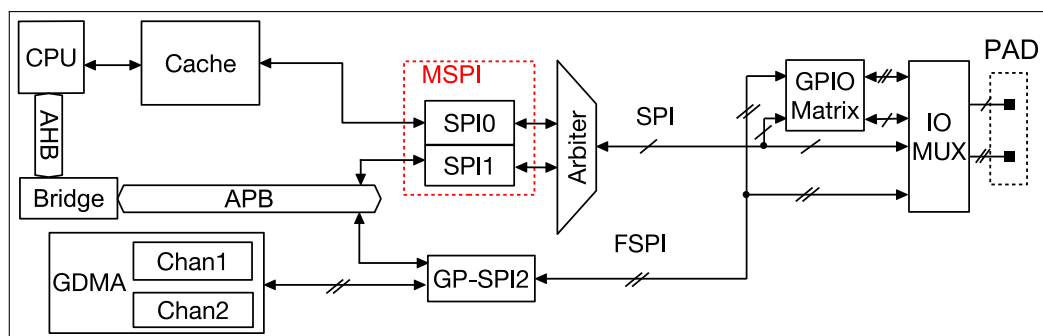 CPU
Cache
MSPI
SPI0
SPI1
Arbiter
SPI
GPIO
Matrix
IO
MUX
PAD
AHB
Bridge
APB
FSPI
GDMA
Chan1
Chan2
GP-SPI2